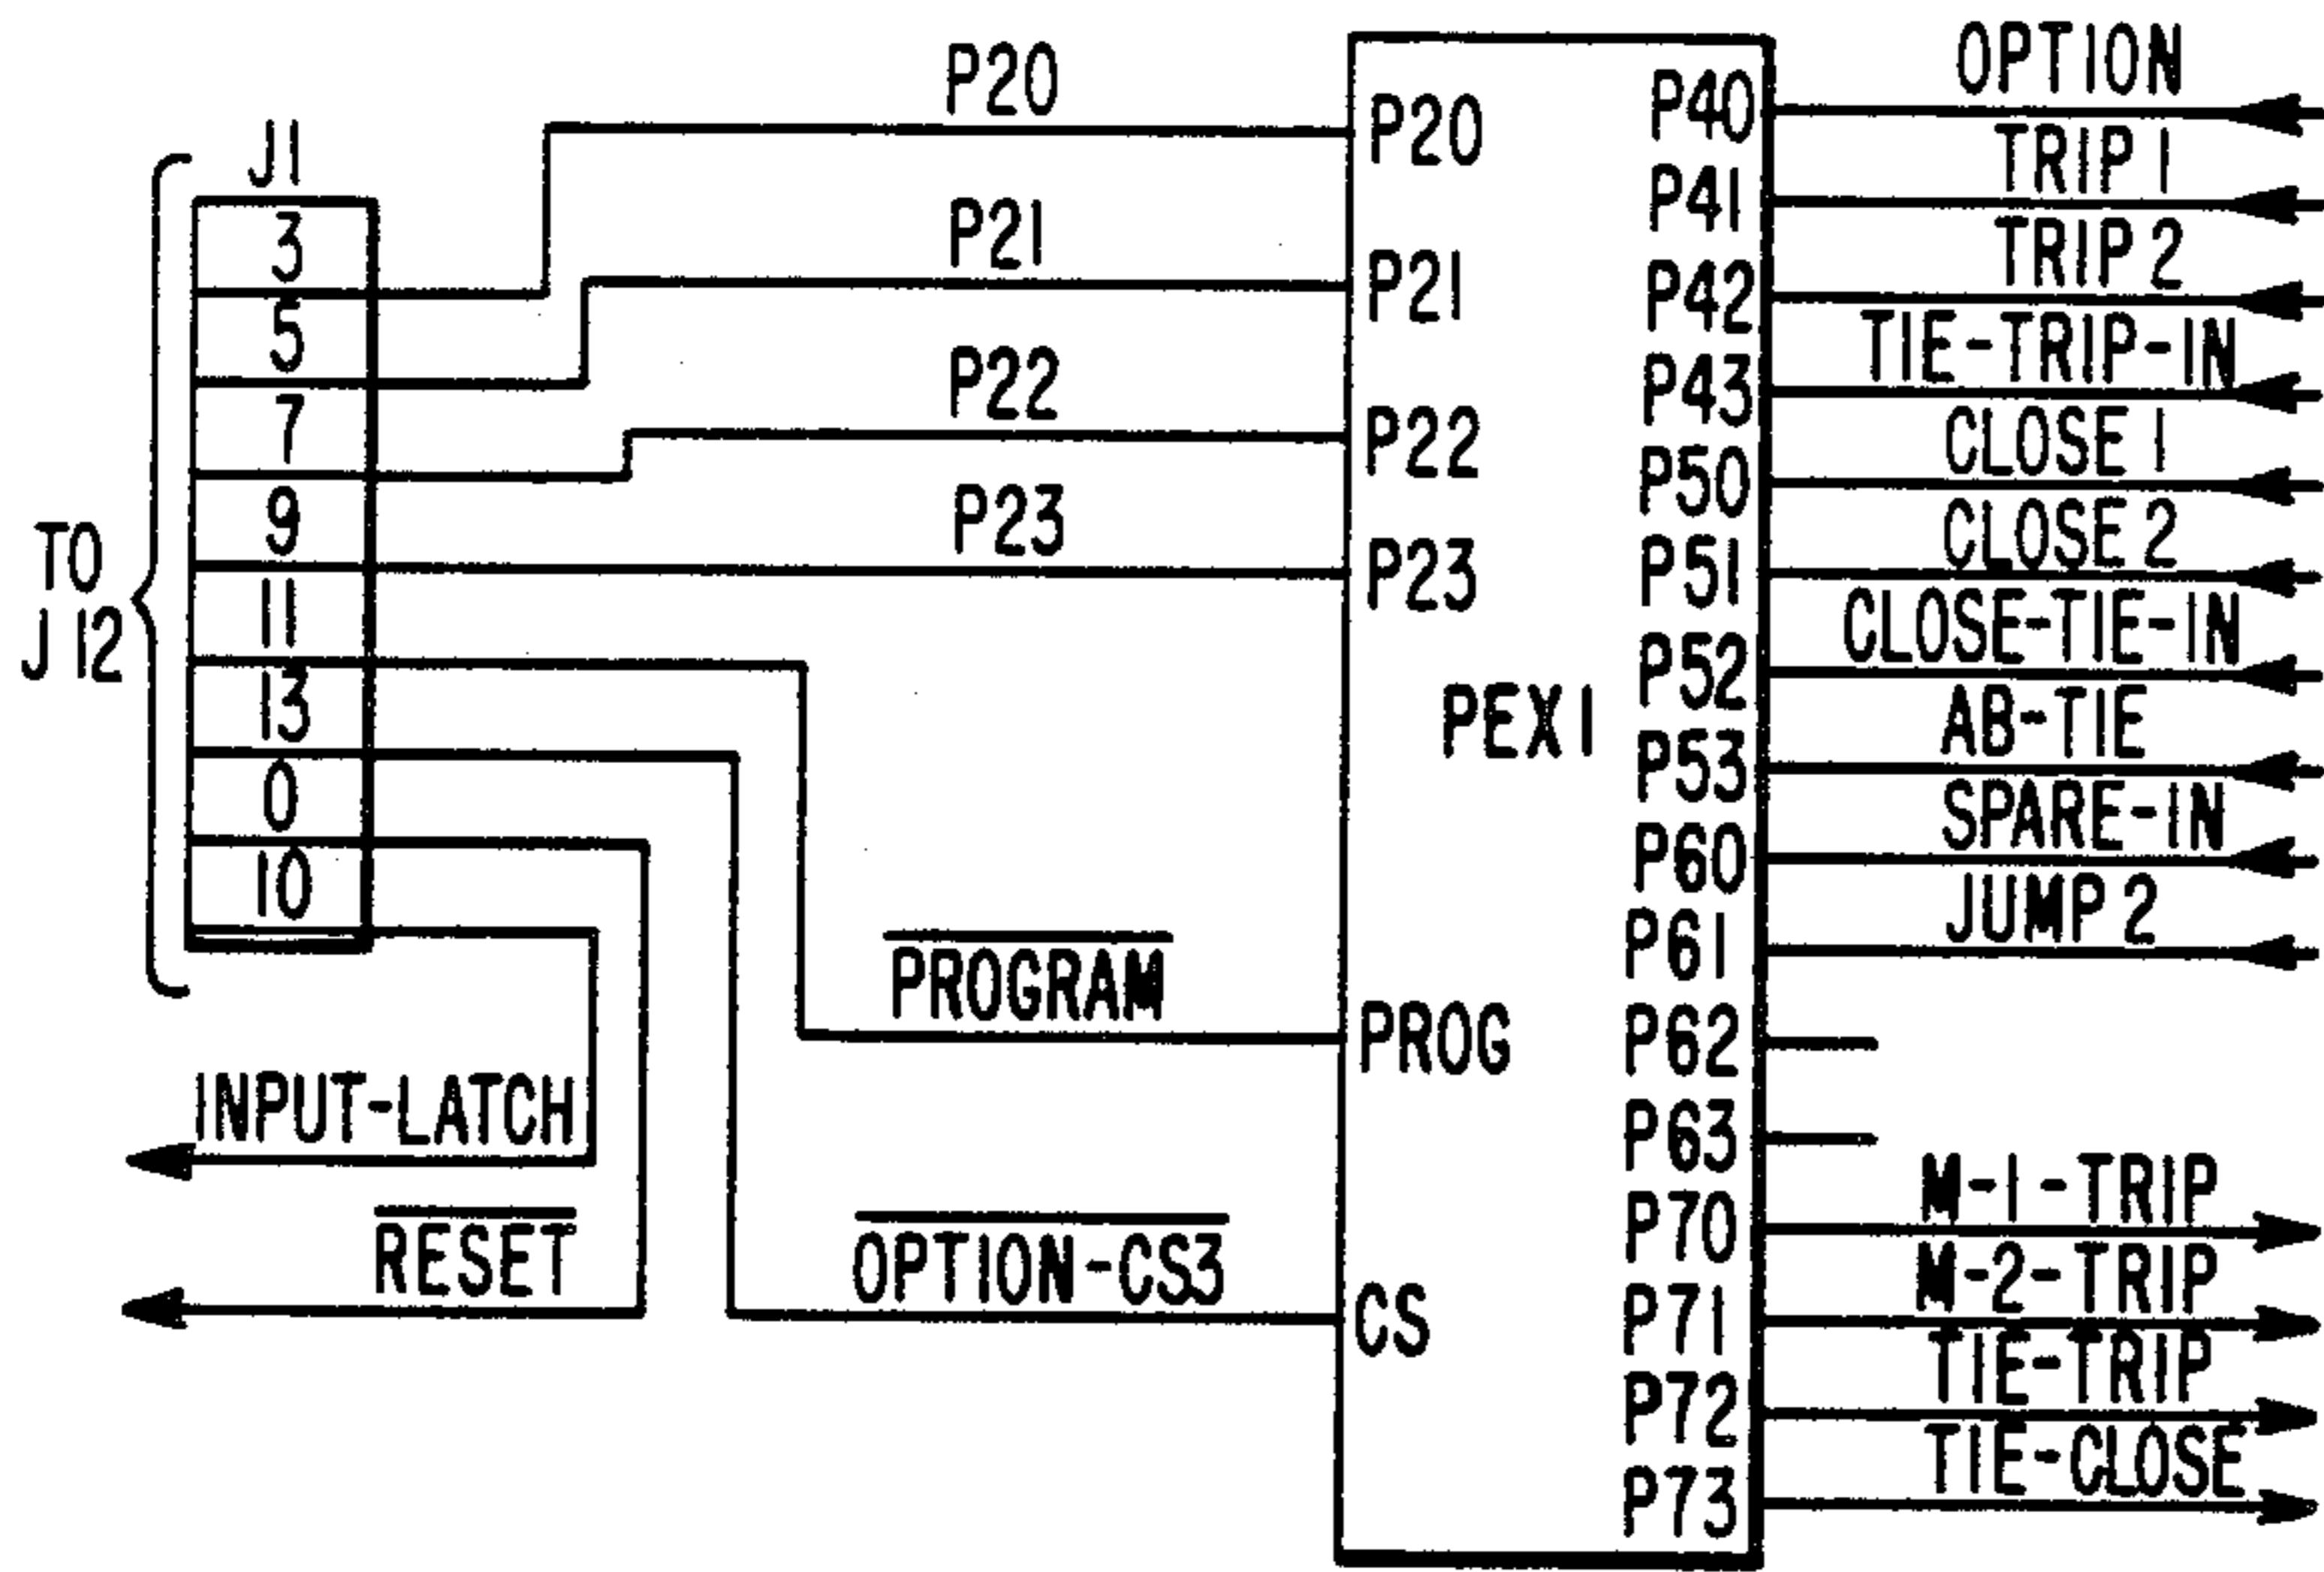 TO
J12
J1
3
5
7
9
11
13
0
10
P20
P21
P22
P23
PROGRAM
OPTION-CS3
INPUT-LATCH
RESET
P20
P21
P22
P23
PEX1
PROG
CS
P40
P41
P42
P43
P50
P51
P52
P53
P60
P61
P62
P63
P70
P71
P72
P73
OPTION
TRIP 1
TRIP 2
TIE-TRIP-IN
CLOSE 1
CLOSE 2
CLOSE-TIE-IN
AB-TIE
SPARE-IN
JUMP 2
M-1-TRIP
M-2-TRIP
TIE-TRIP
TIE-CLOSE